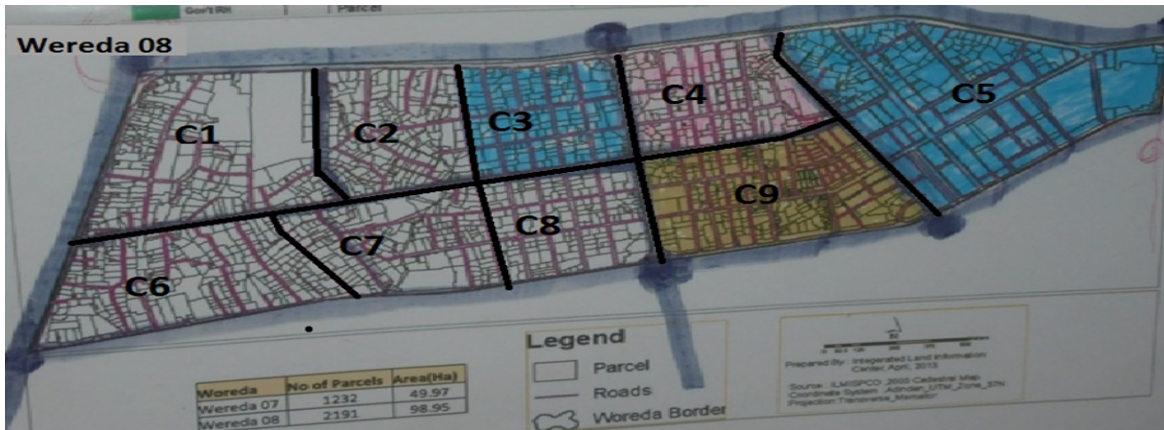 Gov't RH
Parcel
Wereda 08
C1
C2
C3
C4
C5
C6
C7
C8
C9
Woreda No of Parcels Area(Ha)
Wereda 07 1232 49.97
Wereda 08 2191 98.95
Legend
Parcel
Roads
Woreda Border
Prepared By : Integerated Land Information
Center, April, 2013